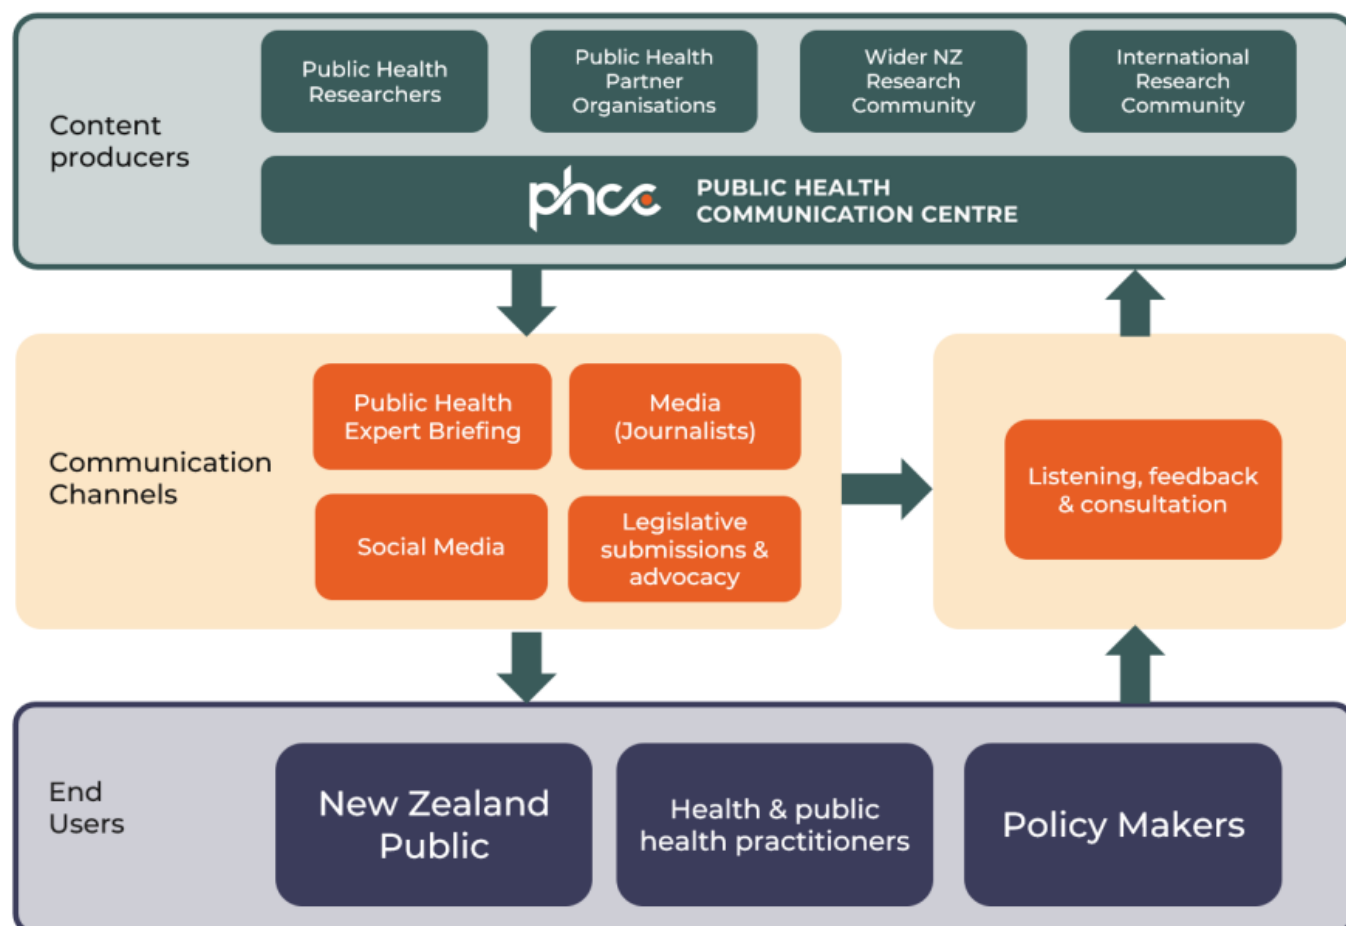 Content
producers
Public Health
Researchers
Public Health
Partner
Organisations
Wider NZ
Research
Community
International
Research
Community
phcc
PUBLIC HEALTH
COMMUNICATION CENTRE
Communication
Channels
Public Health
Expert Briefing
Media
(Journalists)
Social Media
Legislative
submissions &
advocacy
Listening, feedback
& consultation
End
Users
New Zealand
Public
Health & public
health practitioners
Policy Makers